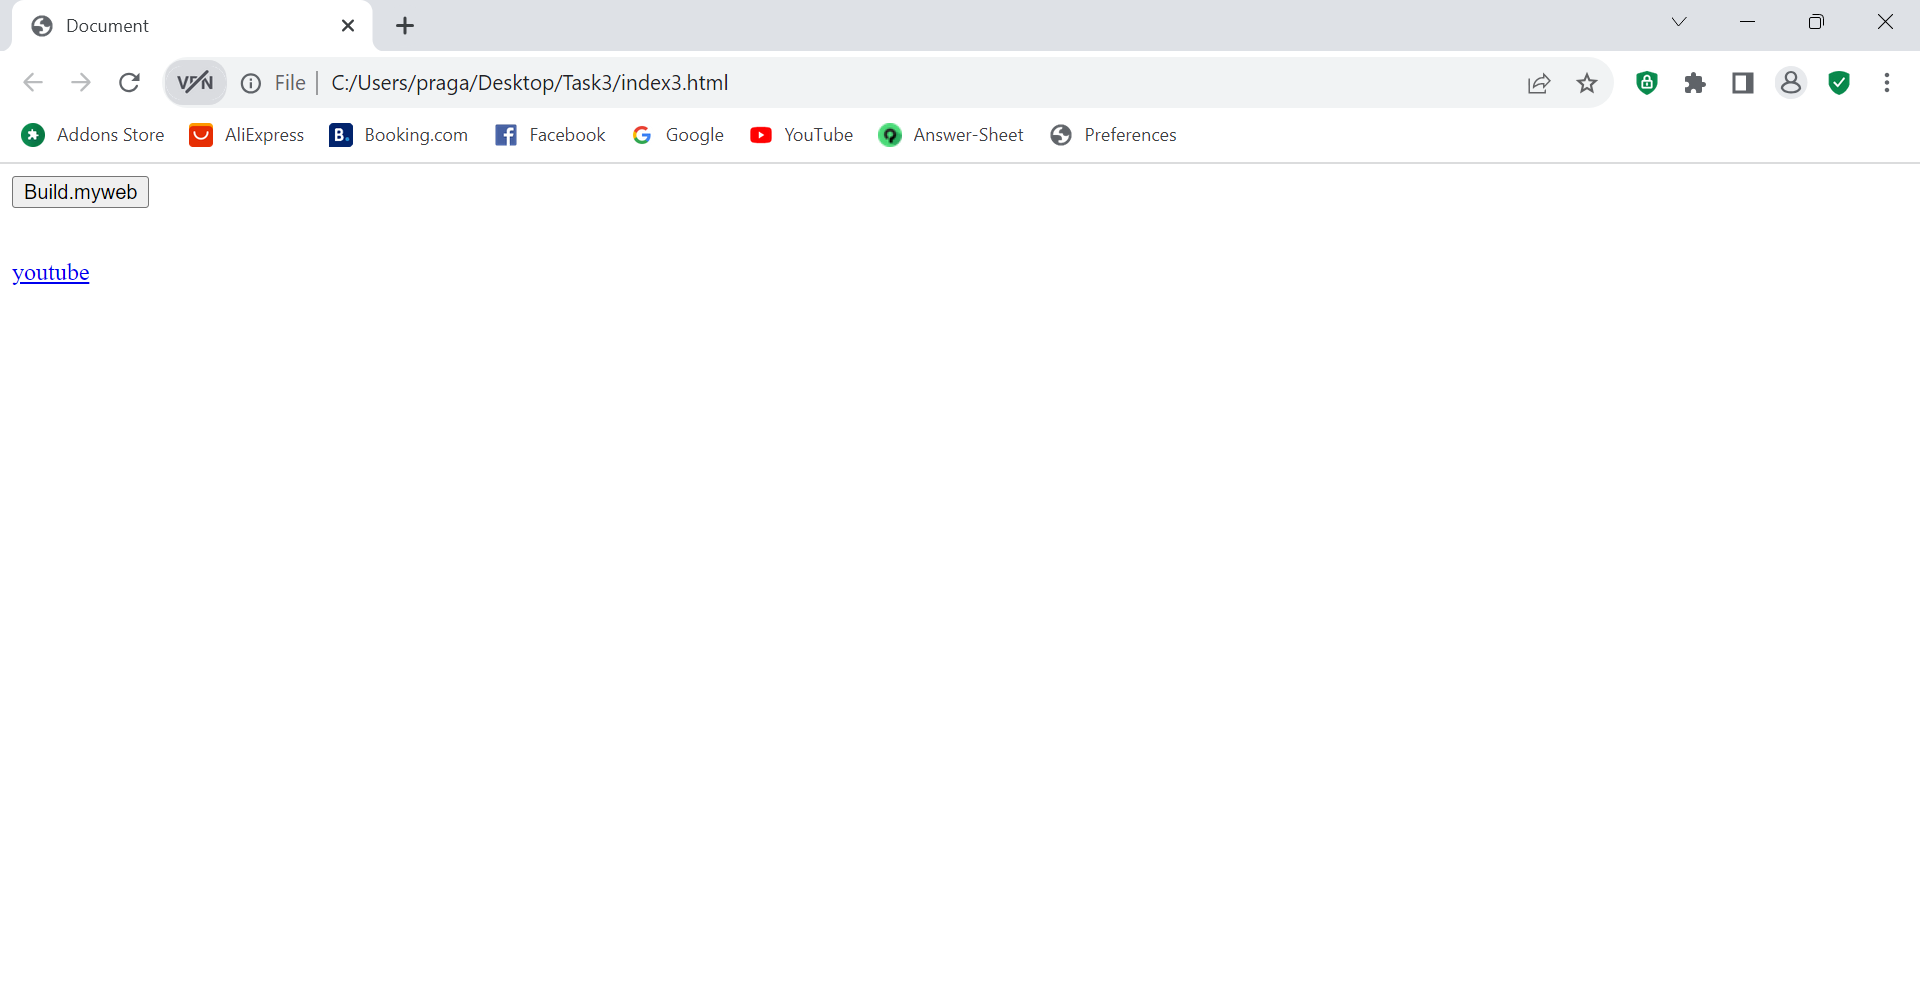 Document
VPN File C:/Users/praga/Desktop/Task3/index3.html
Addons Store AliExpress B. Booking.com Facebook Google YouTube Answer-Sheet Preferences
Build.myweb
youtube